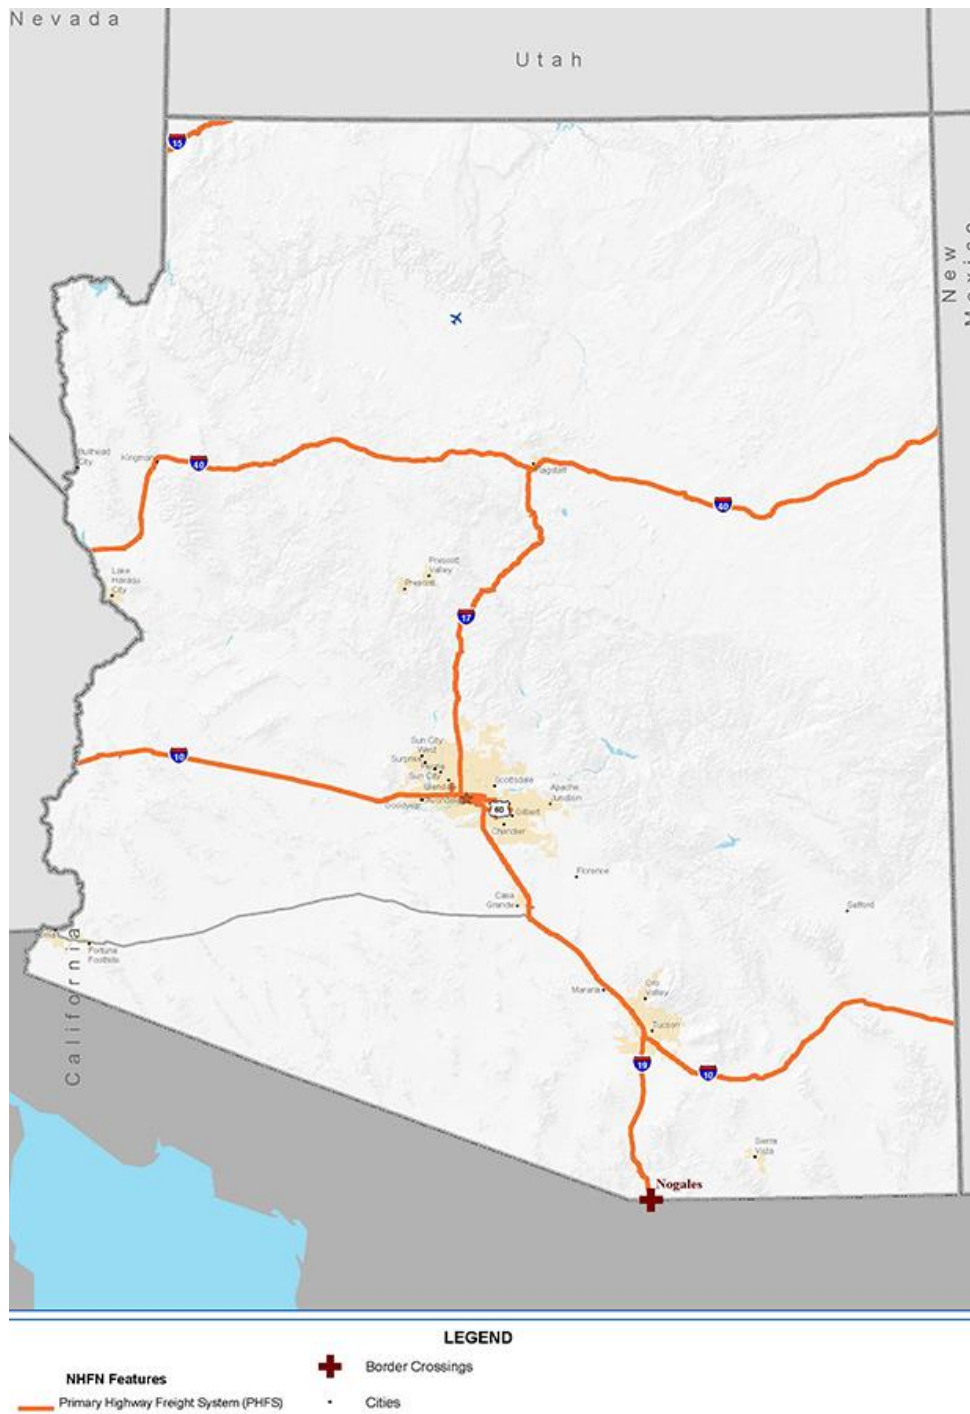 Nevada
Utah
15
New
Bullhead
City
Kingman
40
Flagstaff
40
Prescott
Valley
Prescott
Lake
Havasu
City
17
Sun City
West
Surprise
Peoria
Sun City
Glendale
Scottsdale
Apache
Junction
10
Goodyear
60
Gilbert
Chandler
Florence
Casa
Grande
Safford
Fortuna
Foothills
California
Marana
Oro
Valley
Tucson
19
10
Sierra
Vista
Nogales
LEGEND
NHFN Features
Border Crossings
Primary Highway Freight System (PHFS)
Cities